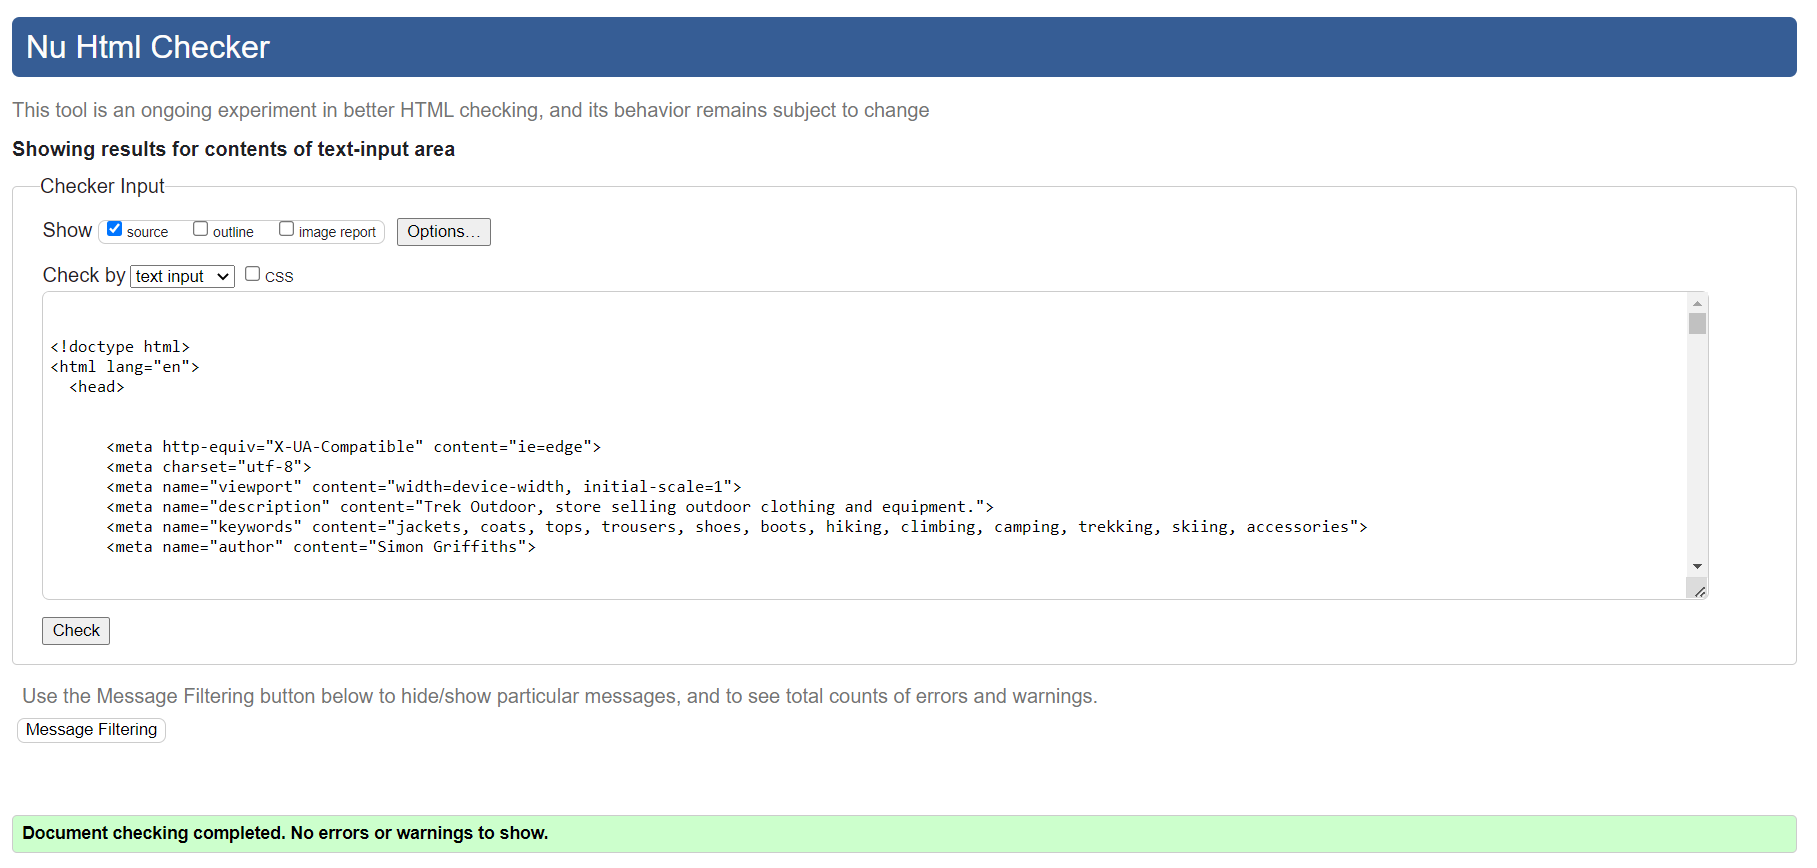 Nu Html Checker
This tool is an ongoing experiment in better HTML checking, and its behavior remains subject to change
Showing results for contents of text-input area
Checker Input
Show source outline image report Options...
Check by text input CSS
<!doctype html>
<html lang="en">
<head>
<meta http-equiv="X-UA-Compatible" content="ie=edge">
<meta charset="utf-8">
<meta name="viewport" content="width=device-width, initial-scale=1">
<meta name="description" content="Trek Outdoor, store selling outdoor clothing and equipment.">
<meta name="keywords" content="jackets, coats, tops, trousers, shoes, boots, hiking, climbing, camping, trekking, skiing, accessories">
<meta name="author" content="Simon Griffiths">
Check
Use the Message Filtering button below to hide/show particular messages, and to see total counts of errors and warnings.
Message Filtering
Document checking completed. No errors or warnings to show.